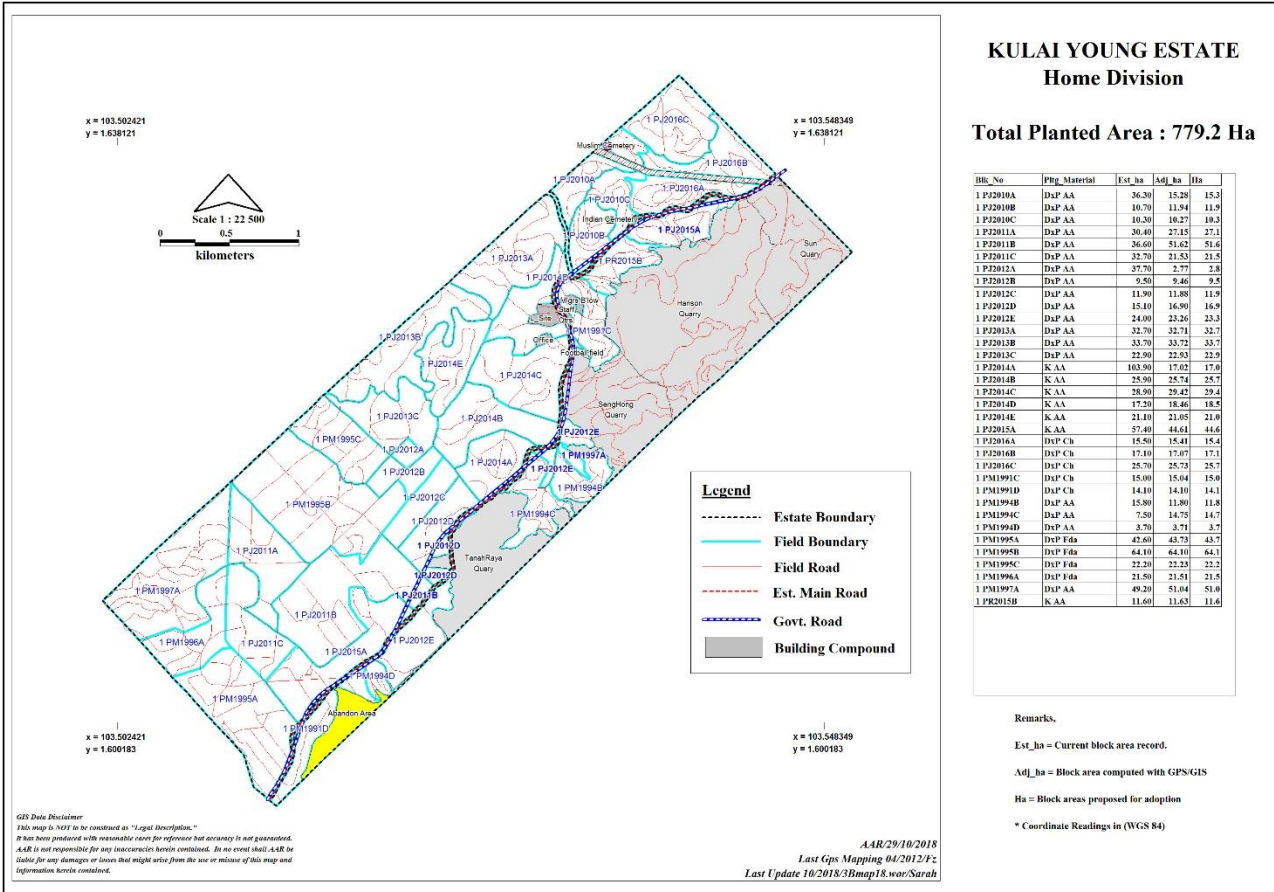 KULAI YOUNG ESTATE
Home Division
Total Planted Area : 779.2 Ha
x = 103.502421
y = 1.638121
x = 103.548349
y = 1.638121
Scale 1 : 22 500
0 0.5 1
kilometers
1 PJ2016C
Muslim Cemetery
1 PJ2016B
1 PJ2010A
1 PJ2016A
1 PJ2010C
Indian Cemetery
1 PJ2010B
1 PJ2015A
Sun
Quary
1 PJ2013A
1 PR2015B
1 PJ2014D
Mgrs B'low
Staff
Qtrs
Site
Hanson
Quarry
PM1991C
1 PJ2013B
Office
Football field
1 PJ2014E
1 PJ2014C
SengHong
Quarry
1 PJ2013C
1 PJ2014B
1 PJ2012E
1 PM1995C
1 PJ2012A
1 PM1997A
1 PJ2012B
1 PJ2014A
1 PJ2012E
1 PM1994B
1 PM1995B
1 PJ2012C
1 PM1994C
1 PJ2012D
1 PJ2011A
1 PJ2012D
TanahRaya
Quary
1 PJ2012D
1 PM1997A
1 PJ2011B
1 PJ2011B
1 PM1996A
1 PJ2011C
1 PJ2012E
1 PJ2015A
1 PM1994D
1 PM1995A
Abandon Area
1 PM1991D
x = 103.502421
y = 1.600183
x = 103.548349
y = 1.600183
Legend
Estate Boundary
Field Boundary
Field Road
Est. Main Road
Govt. Road
Building Compound
Blk_No Pltg_Material Est_ha Adj_ha Ha
1 PJ2010A DxP AA 36.30 15.28 15.3
1 PJ2010B DxP AA 10.70 11.94 11.9
1 PJ2010C DxP AA 10.30 10.27 10.3
1 PJ2011A DxP AA 30.40 27.15 27.1
1 PJ2011B DxP AA 36.60 51.62 51.6
1 PJ2011C DxP AA 32.70 21.53 21.5
1 PJ2012A DxP AA 37.70 2.77 2.8
1 PJ2012B DxP AA 9.50 9.46 9.5
1 PJ2012C DxP AA 11.90 11.88 11.9
1 PJ2012D DxP AA 15.10 16.90 16.9
1 PJ2012E DxP AA 24.00 23.26 23.3
1 PJ2013A DxP AA 32.70 32.71 32.7
1 PJ2013B DxP AA 33.70 33.72 33.7
1 PJ2013C DxP AA 22.90 22.93 22.9
1 PJ2014A K AA 103.90 17.02 17.0
1 PJ2014B K AA 25.90 25.74 25.7
1 PJ2014C K AA 28.90 29.42 29.4
1 PJ2014D K AA 17.20 18.46 18.5
1 PJ2014E K AA 21.10 21.05 21.0
1 PJ2015A K AA 57.40 44.61 44.6
1 PJ2016A DxP Ch 15.50 15.41 15.4
1 PJ2016B DxP Ch 17.10 17.07 17.1
1 PJ2016C DxP Ch 25.70 25.73 25.7
1 PM1991C DxP Ch 15.00 15.04 15.0
1 PM1991D DxP Ch 14.10 14.10 14.1
1 PM1994B DxP AA 15.80 11.80 11.8
1 PM1994C DxP AA 7.50 14.75 14.7
1 PM1994D DxP AA 3.70 3.71 3.7
1 PM1995A DxP Fda 42.60 43.73 43.7
1 PM1995B DxP Fda 64.10 64.10 64.1
1 PM1995C DxP Fda 22.20 22.23 22.2
1 PM1996A DxP Fda 21.50 21.51 21.5
1 PM1997A DxP AA 49.20 51.04 51.0
1 PR2015B K AA 11.60 11.63 11.6
Remarks,
Est_ha = Current block area record.
Adj_ha = Block area computed with GPS/GIS
Ha = Block areas proposed for adoption
* Coordinate Readings in (WGS 84)
GIS Data Disclaimer
This map is NOT to be construed as "Legal Description."
It has been produced with reasonable caret for reference but accuracy is not guaranteed.
AAR is not responsible for any inaccuracies herein contained. In no event shall AAR be
liable for any damages or issues that might arise from the use or misuse of this map and
information herein contained.
AAR/29/10/2018
Last Gps Mapping 04/2012/Fz
Last Update 10/2018/3Bmap18.wor/Sarah